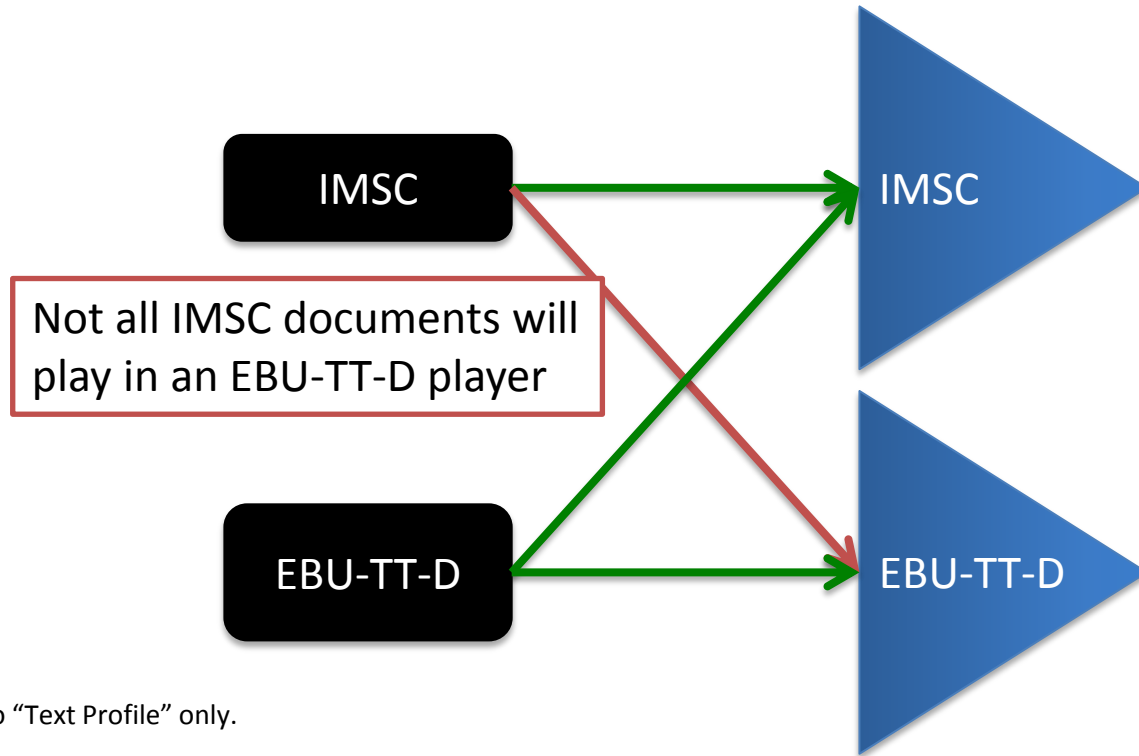 IMSC
IMSC
Not all IMSC documents will
play in an EBU-TT-D player
EBU-TT-D
EBU-TT-D
“Text Profile” only.